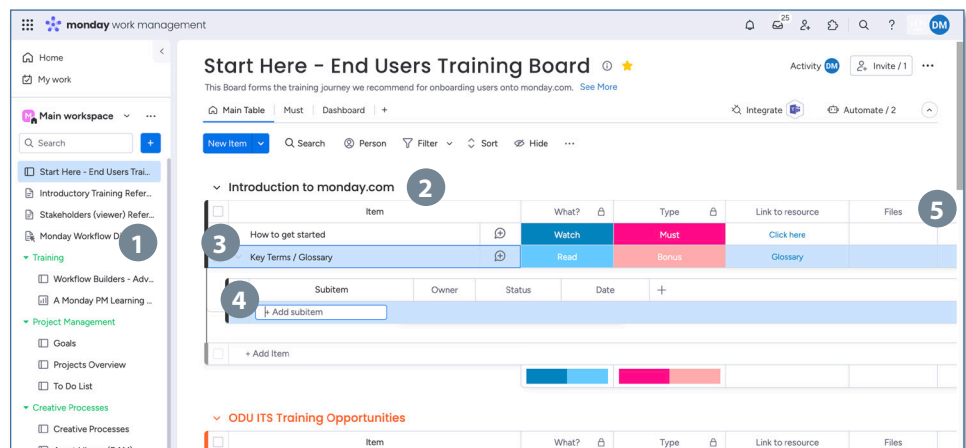 monday work management
25
?
DM
Home
My work
Main workspace
Search
+
Start Here - End Users Trai...
Introductory Training Refer...
Stakeholders (viewer) Refer...
Monday Workflow D
1
Training
Workflow Builders - Adv...
A Monday PM Learning ...
Project Management
Goals
Projects Overview
To Do List
Creative Processes
Creative Processes
Start Here - End Users Training Board
Activity DM
Invite / 1
This Board forms the training journey we recommend for onboarding users onto monday.com. See More
Main Table Must Dashboard +
Integrate
Automate / 2
New Item Search Person Filter Sort Hide
Introduction to monday.com
2
Item What? Type Link to resource Files
5
How to get started Watch Must Click here
3
Key Terms / Glossary Read Bonus Glossary
Subitem Owner Status Date +
4
+ Add subitem
+ Add Item
ODU ITS Training Opportunities
Item What? Type Link to resource Files